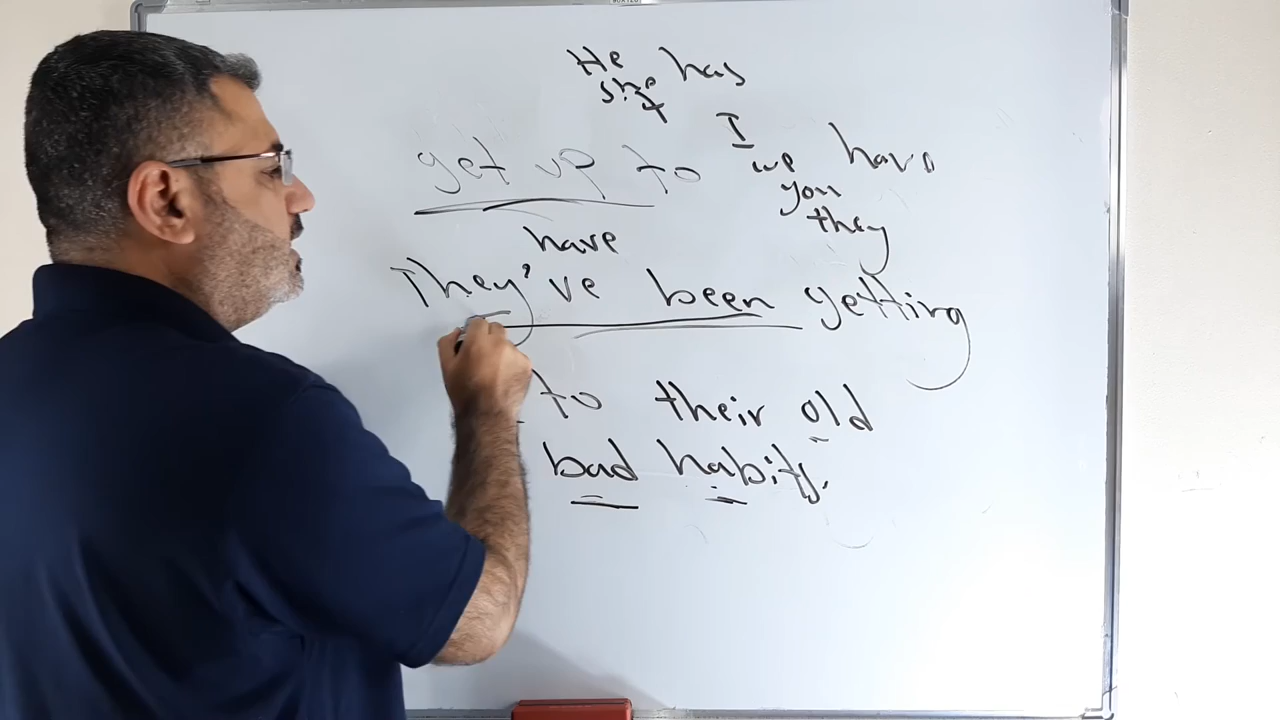 He
she has
it
I
we have
you
they
get up to
have
They've been getting
to their old
bad habits.